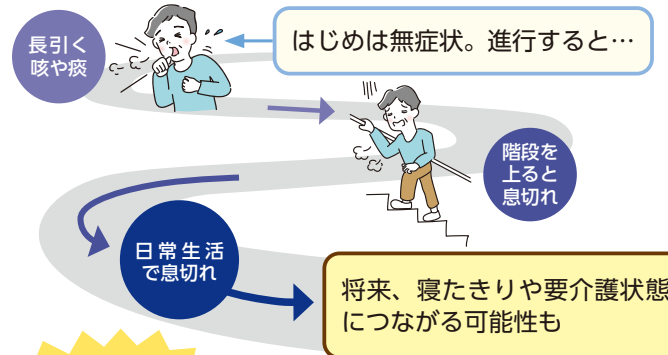 長引く
咳や痰
はじめは無症状。進行すると…
階段を
上ると
息切れ
日常生活
で息切れ
将来、寝たきりや要介護状態
につながる可能性も